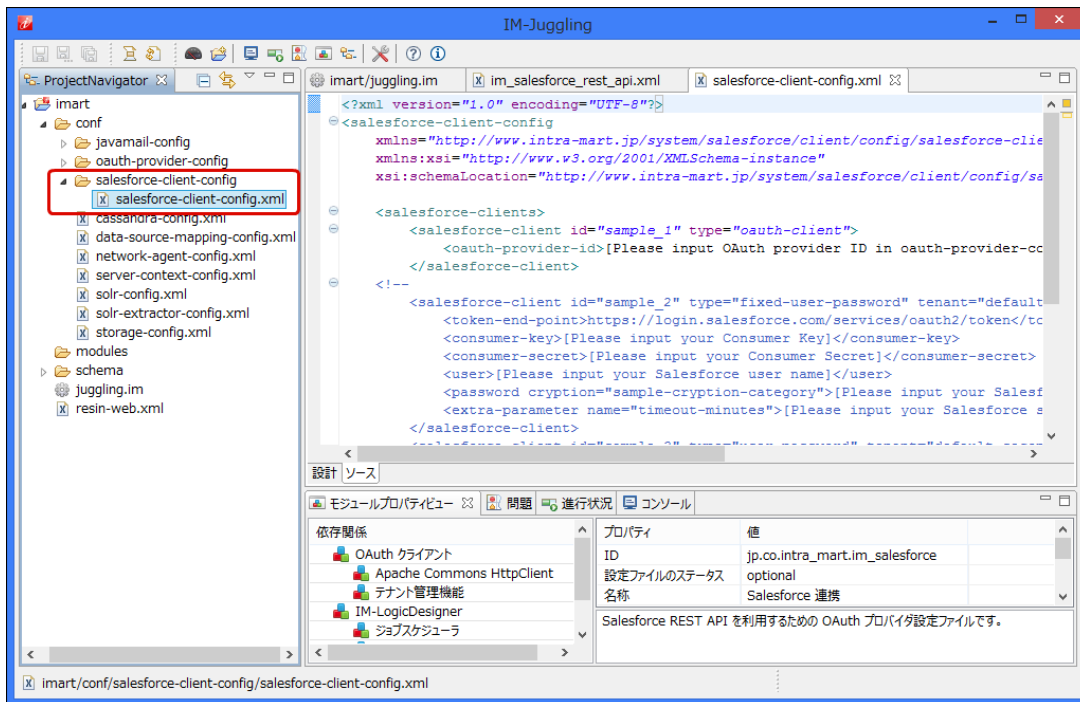 IM-Juggling
ProjectNavigator
imart
conf
javamail-config
oauth-provider-config
salesforce-client-config
salesforce-client-config.xml
cassandra-config.xml
data-source-mapping-config.xml
network-agent-config.xml
server-context-config.xml
solr-config.xml
solr-extractor-config.xml
storage-config.xml
modules
schema
juggling.im
resin-web.xml
imart/juggling.im
im_salesforce_rest_api.xml
salesforce-client-config.xml
<?xml version="1.0" encoding="UTF-8"?>
<salesforce-client-config
xmlns="http://www.intra-mart.jp/system/salesforce/client/config/salesforce-clie
xmlns:xsi="http://www.w3.org/2001/XMLSchema-instance"
xsi:schemaLocation="http://www.intra-mart.jp/system/salesforce/client/config/sa
<salesforce-clients>
<salesforce-client id="sample_1" type="oauth-client">
<oauth-provider-id>[Please input OAuth provider ID in oauth-provider-co
</salesforce-client>
<!--
<salesforce-client id="sample_2" type="fixed-user-password" tenant="default
<token-end-point>https://login.salesforce.com/services/oauth2/token</to
<consumer-key>[Please input your Consumer Key]</consumer-key>
<consumer-secret>[Please input your Consumer Secret]</consumer-secret>
<user>[Please input your Salesforce user name]</user>
<password cryption="sample-cryption-category">[Please input your Salesf
<extra-parameter name="timeout-minutes">[Please input your Salesforce s
</salesforce-client>
設計
ソース
モジュールプロパティビュー
問題
進行状況
コンソール
依存関係
OAuth クライアント
Apache Commons HttpClient
テナント管理機能
IM-LogicDesigner
ジョブスケジューラ
プロパティ 値
ID jp.co.intra_mart.im_salesforce
設定ファイルのステータス optional
名称 Salesforce 連携
Salesforce REST API を利用するための OAuth プロバイダ設定ファイルです。
imart/conf/salesforce-client-config/salesforce-client-config.xml